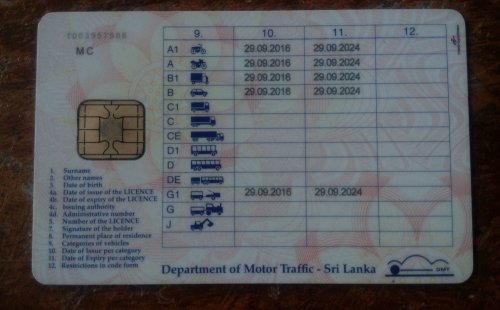 1003957888
MC
9. 10. 11. 12.
A1 29.09.2016 29.09.2024
A 29.09.2016 29.09.2024
B1 29.09.2016 29.09.2024
B 29.09.2016 29.09.2024
C1
C
CE
D1
D
DE
G1 29.09.2016 29.09.2024
G
J
1. Surname
2. Other names
3. Date of birth
4a. Date of issue of the LICENCE
4b. Date of expiry of the LICENCE
4c. Issuing authority
4d. Administrative number
5. Number of the LICENCE
7. Signature of the holder
8. Permanent place of residence
9. Categories of vehicles
10. Date of Issue per category
11. Date of Expiry per category
12. Restrictions in code form
Department of Motor Traffic - Sri Lanka
DMT